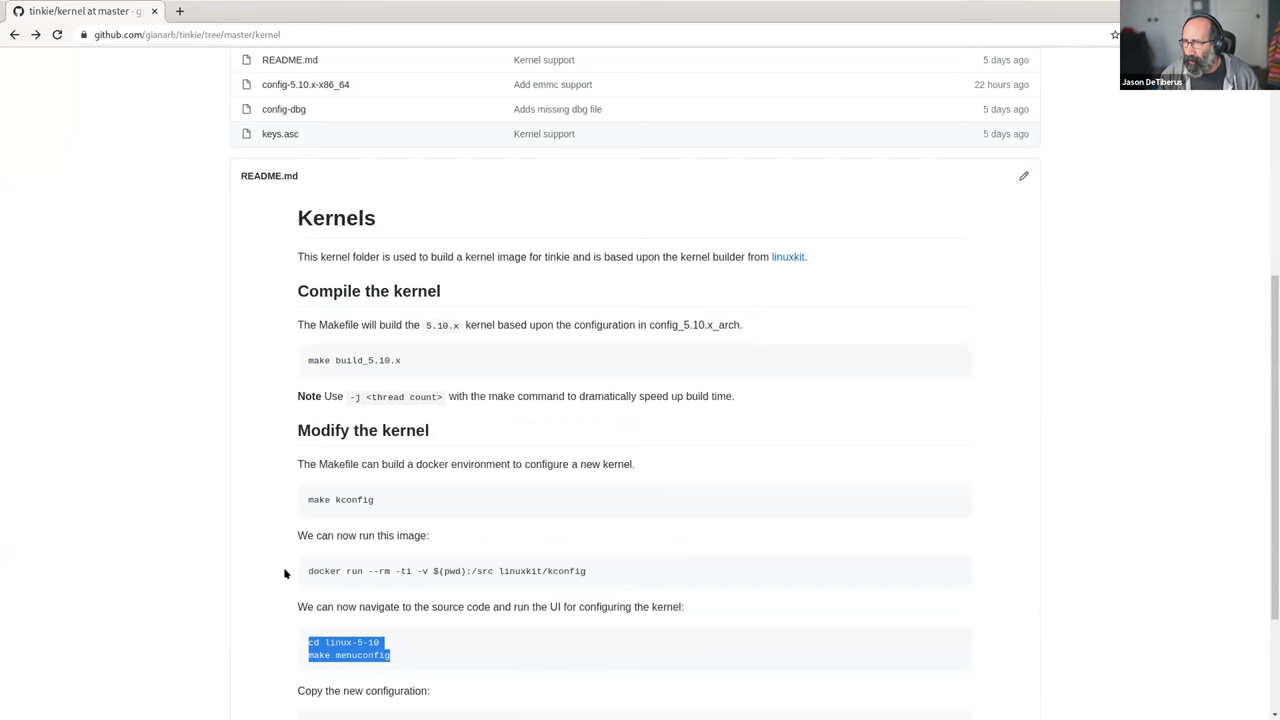 tinkie/kernel at master · gi
github.com/gianarb/tinkie/tree/master/kernel
Jason DeTiberus
README.md Kernel support 5 days ago
config-5.10.x-x86_64 Add emmc support 22 hours ago
config-dbg Adds missing dbg file 5 days ago
keys.asc Kernel support 5 days ago
README.md
Kernels
This kernel folder is used to build a kernel image for tinkie and is based upon the kernel builder from linuxkit.
Compile the kernel
The Makefile will build the 5.10.x kernel based upon the configuration in config_5.10.x_arch.
make build_5.10.x
Note Use -j <thread count> with the make command to dramatically speed up build time.
Modify the kernel
The Makefile can build a docker environment to configure a new kernel.
make kconfig
We can now run this image:
docker run --rm -ti -v $(pwd):/src linuxkit/kconfig
We can now navigate to the source code and run the UI for configuring the kernel:
cd linux-5-10
make menuconfig
Copy the new configuration: